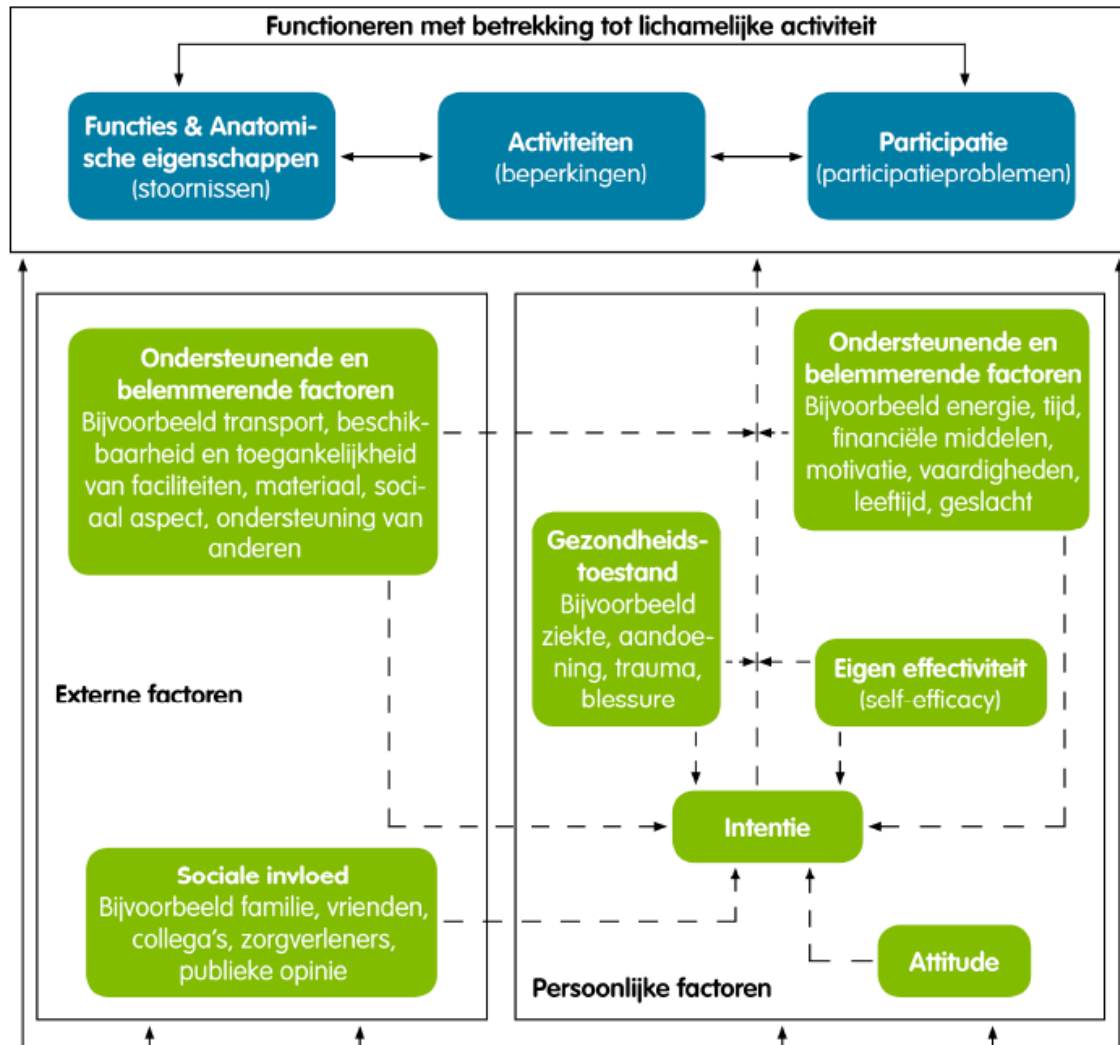 Functioneren met betrekking tot lichamelijke activiteit
Functies & Anatomi-
sche eigenschappen
(stoornissen)
Activiteiten
(beperkingen)
Participatie
(participatieproblemen)
Ondersteunende en
belemmerende factoren
Bijvoorbeeld transport, beschik-
baarheid en toegankelijkheid
van faciliteiten, materiaal, soci-
aal aspect, ondersteuning van
anderen
Ondersteunende en
belemmerende factoren
Bijvoorbeeld energie, tijd,
financiële middelen,
motivatie, vaardigheden,
leeftijd, geslacht
Gezondheids-
toestand
Bijvoorbeeld
ziekte, aandoe-
ning, trauma,
blessure
Eigen effectiviteit
(self-efficacy)
Externe factoren
Intentie
Sociale invloed
Bijvoorbeeld familie, vrienden,
collega's, zorgverleners,
publieke opinie
Attitude
Persoonlijke factoren